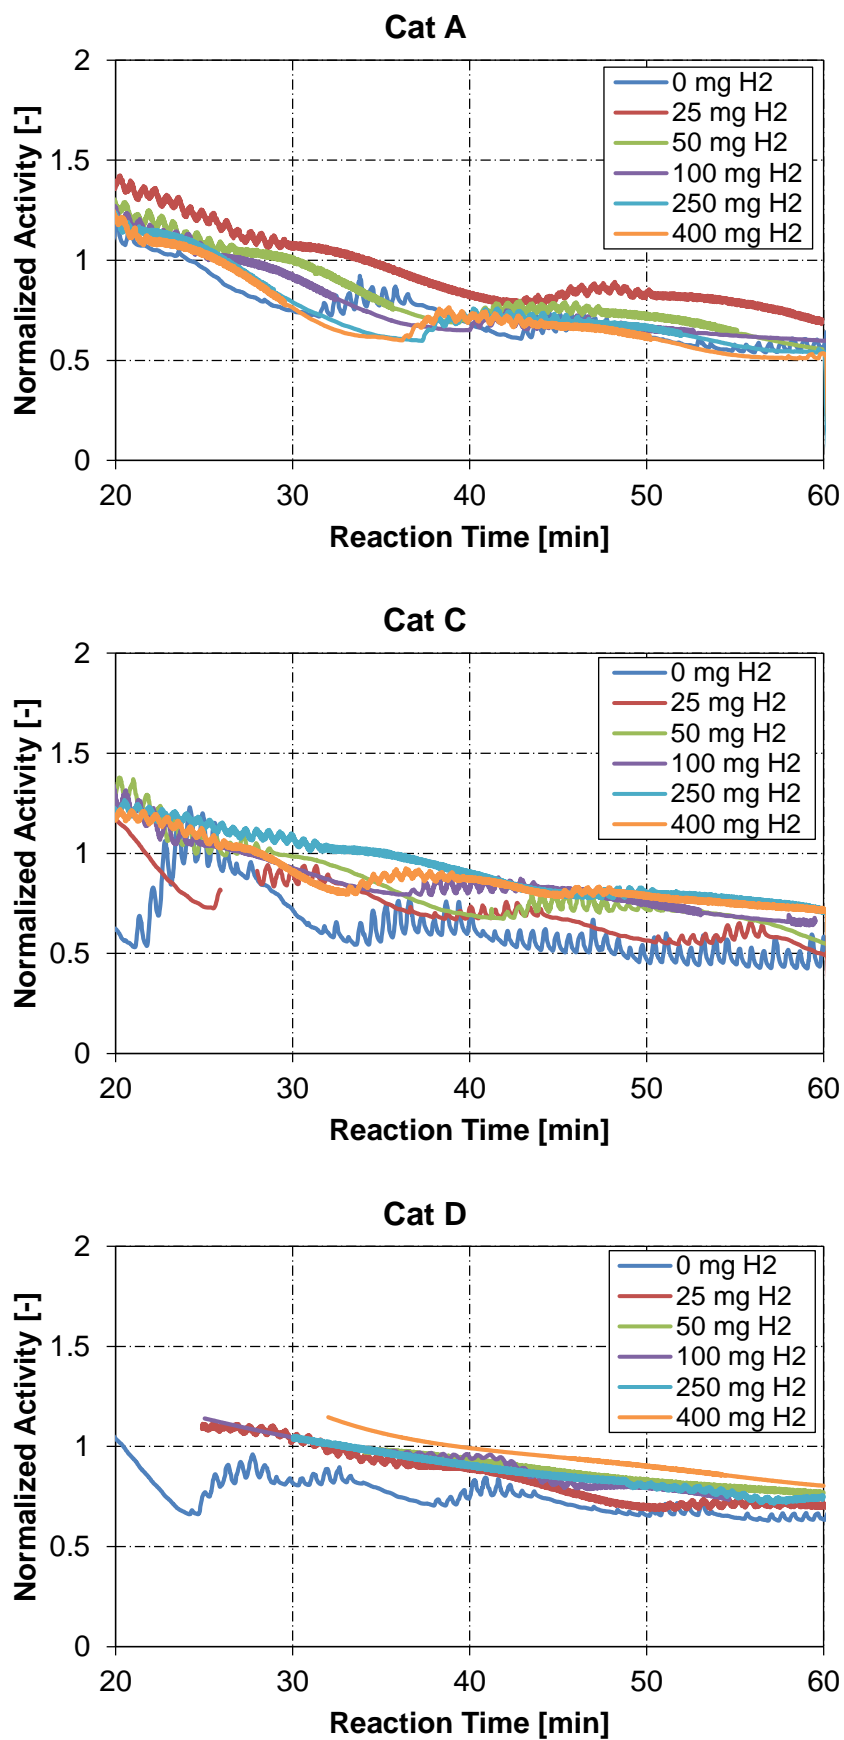 Cat A
2
1.5
1
0.5
0
Normalized Activity [-]
0 mg H2
25 mg H2
50 mg H2
100 mg H2
250 mg H2
400 mg H2
20
30
40
50
60
Reaction Time [min]
Cat C
2
1.5
1
0.5
0
Normalized Activity [-]
0 mg H2
25 mg H2
50 mg H2
100 mg H2
250 mg H2
400 mg H2
20
30
40
50
60
Reaction Time [min]
Cat D
2
1.5
1
0.5
0
Normalized Activity [-]
0 mg H2
25 mg H2
50 mg H2
100 mg H2
250 mg H2
400 mg H2
20
30
40
50
60
Reaction Time [min]